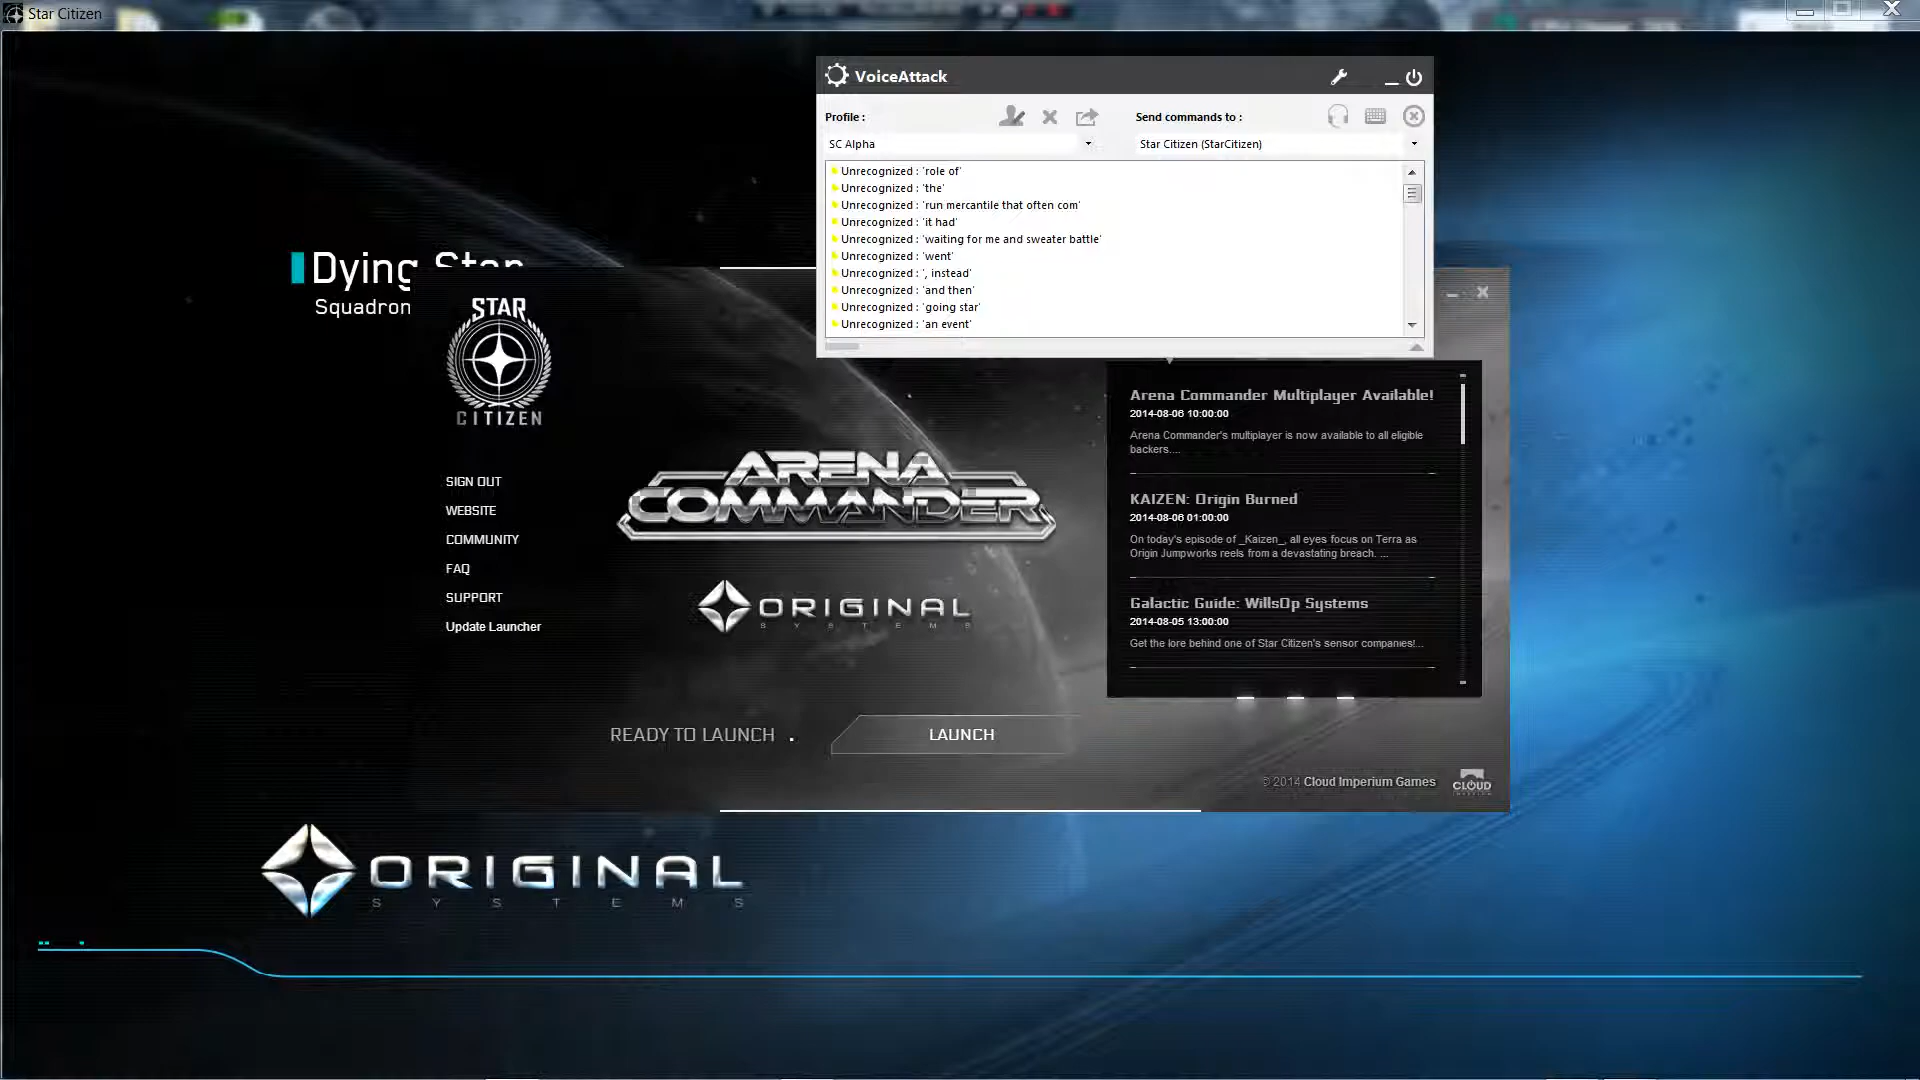 Star Citizen
VoiceAttack
Profile :
Send commands to :
SC Alpha
Star Citizen (StarCitizen)
Unrecognized : 'role of'
Unrecognized : 'the'
Unrecognized : 'run mercantile that often com'
Unrecognized : 'it had'
Unrecognized : 'waiting for me and sweater battle'
Unrecognized : 'went'
Unrecognized : ', instead'
Unrecognized : 'and then'
Unrecognized : 'going star'
Unrecognized : 'an event'
Dying Star
Squadron
STAR
CITIZEN
SIGN OUT
WEBSITE
COMMUNITY
FAQ
SUPPORT
Update Launcher
ARENA
COMMANDER
ORIGINAL
SYSTEMS
Arena Commander Multiplayer Available!
2014-08-06 10:00:00
Arena Commander's multiplayer is now available to all eligible
backers....
KAIZEN: Origin Burned
2014-08-06 01:00:00
On today's episode of _Kaizen_, all eyes focus on Terra as
Origin Jumpworks reels from a devastating breach. ...
Galactic Guide: WillsOp Systems
2014-08-05 13:00:00
Get the lore behind one of Star Citizen's sensor companies!...
READY TO LAUNCH .
LAUNCH
© 2014 Cloud Imperium Games
CLOUD
ORIGINAL
SYSTEMS